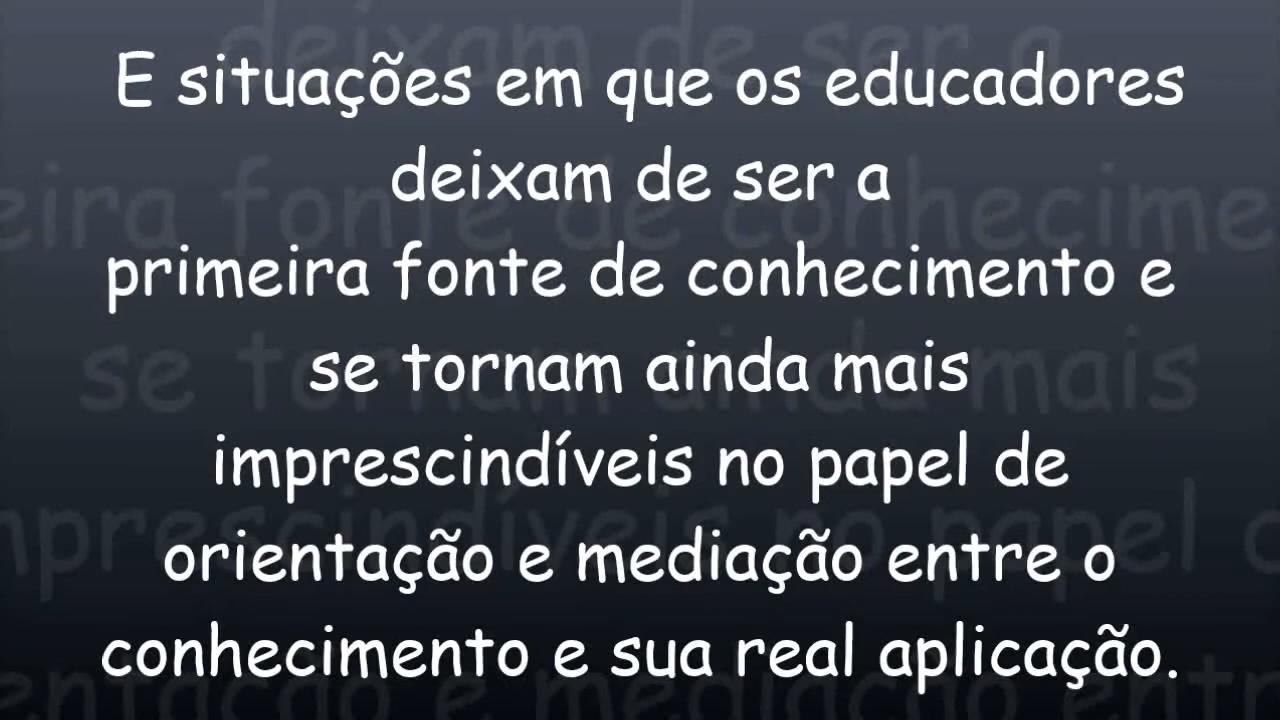 E situações em que os educadores
deixam de ser a
primeira fonte de conhecimento e
se tornam ainda mais
imprescindíveis no papel de
orientação e mediação entre o
conhecimento e sua real aplicação.